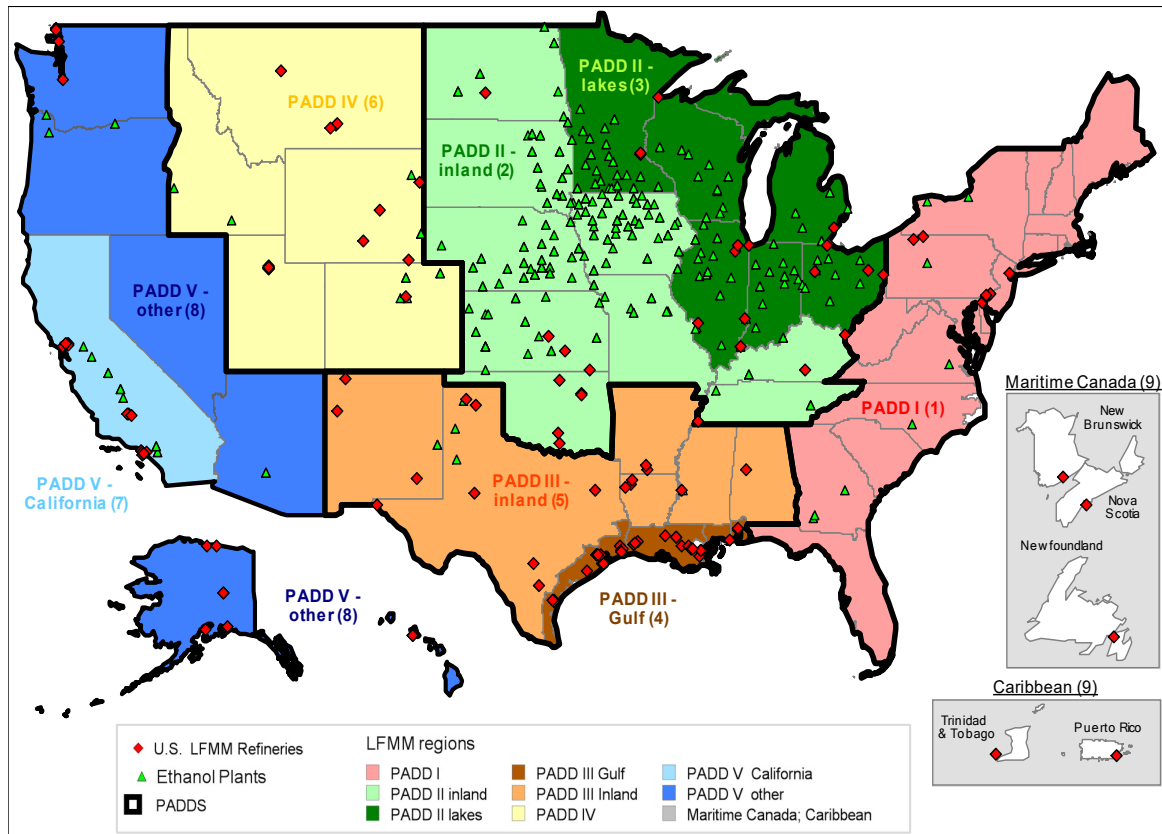 PADD II -
lakes (3)
PADD IV (6)
PADD II -
inland (2)
PADD V -
other (8)
PADD I (1)
PADD V -
California (7)
PADD III -
inland (5)
PADD V -
other (8)
PADD III -
Gulf (4)
Maritime Canada (9)
New
Brunswick
Nova
Scotia
Newfoundland
Caribbean (9)
Trinidad
& Tobago
Puerto Rico
U.S. LFMM Refineries
Ethanol Plants
PADDS
LFMM regions
PADD I
PADD II inland
PADD II lakes
PADD III Gulf
PADD III Inland
PADD IV
PADD V California
PADD V other
Maritime Canada; Caribbean